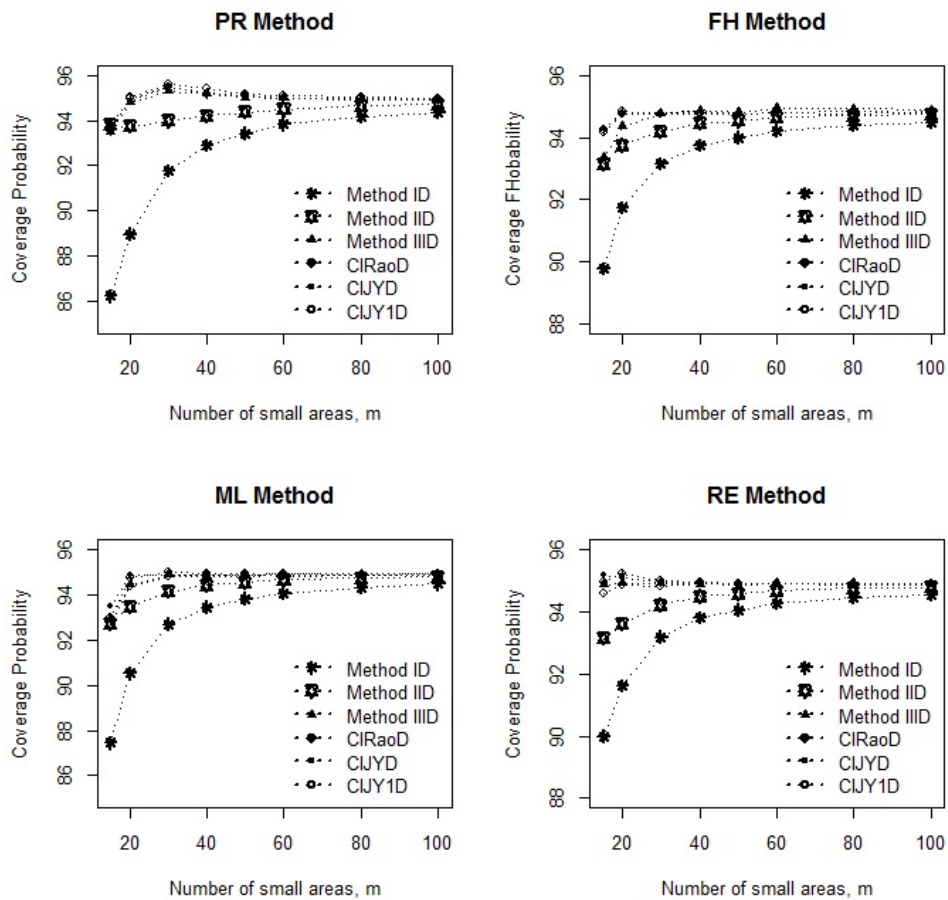 PR Method
Coverage Probability
96
94
92
90
88
86
Method ID
Method IID
Method IIID
CIRaoD
CIJYD
CIJY1D
20 40 60 80 100
Number of small areas, m
FH Method
Coverage FHobability
96
94
92
90
88
Method ID
Method IID
Method IIID
CIRaoD
CIJYD
CIJY1D
20 40 60 80 100
Number of small areas, m
ML Method
Coverage Probability
96
94
92
90
88
86
Method ID
Method IID
Method IIID
CIRaoD
CIJYD
CIJY1D
20 40 60 80 100
Number of small areas, m
RE Method
Coverage Probability
96
94
92
90
88
Method ID
Method IID
Method IIID
CIRaoD
CIJYD
CIJY1D
20 40 60 80 100
Number of small areas, m